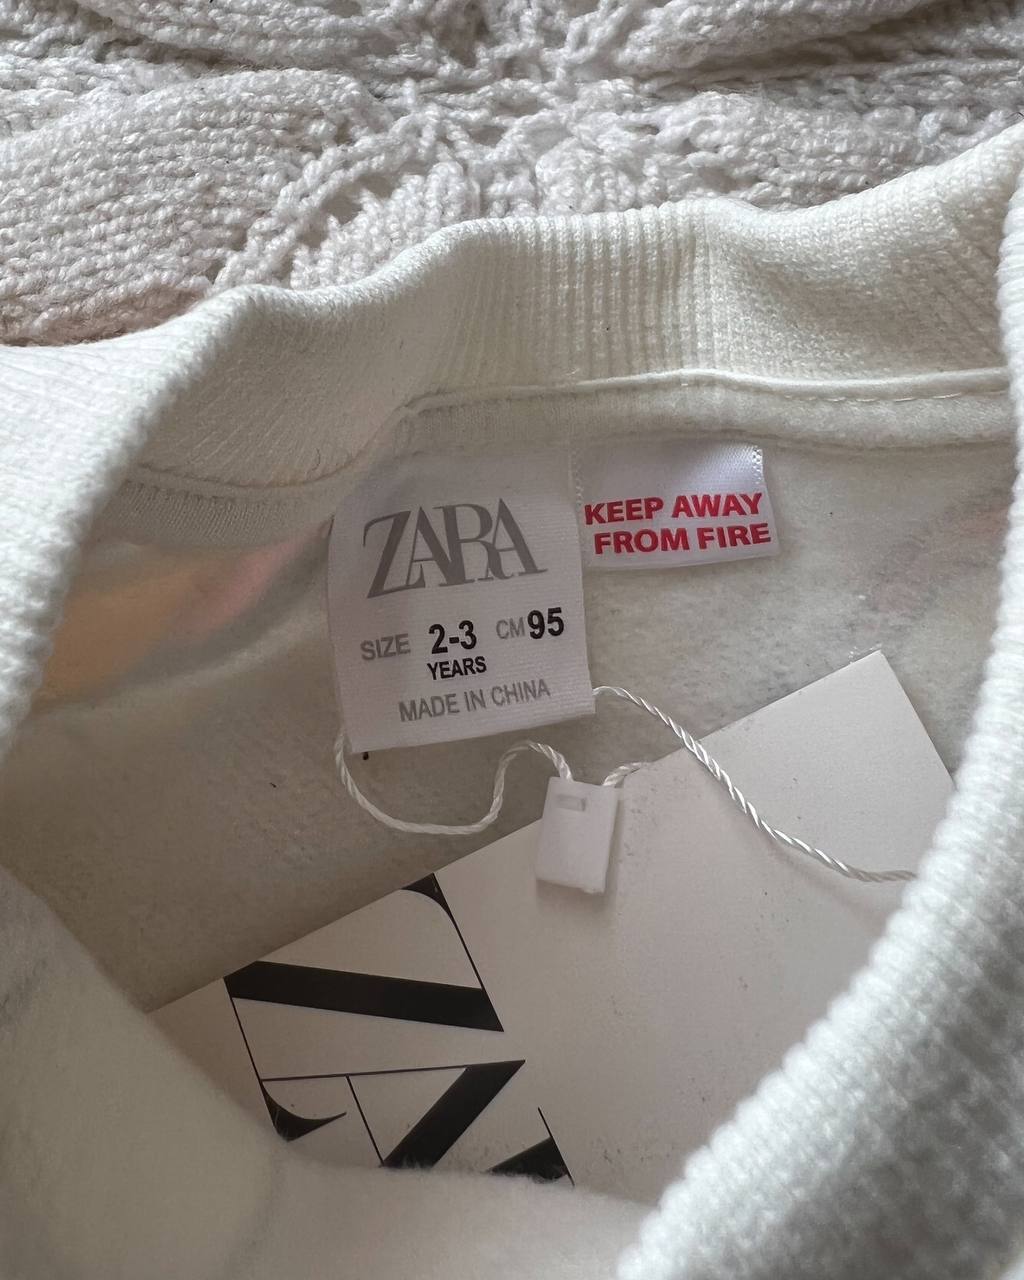 ZARA
SIZE 2-3 CM 95
YEARS
MADE IN CHINA
KEEP AWAY
FROM FIRE